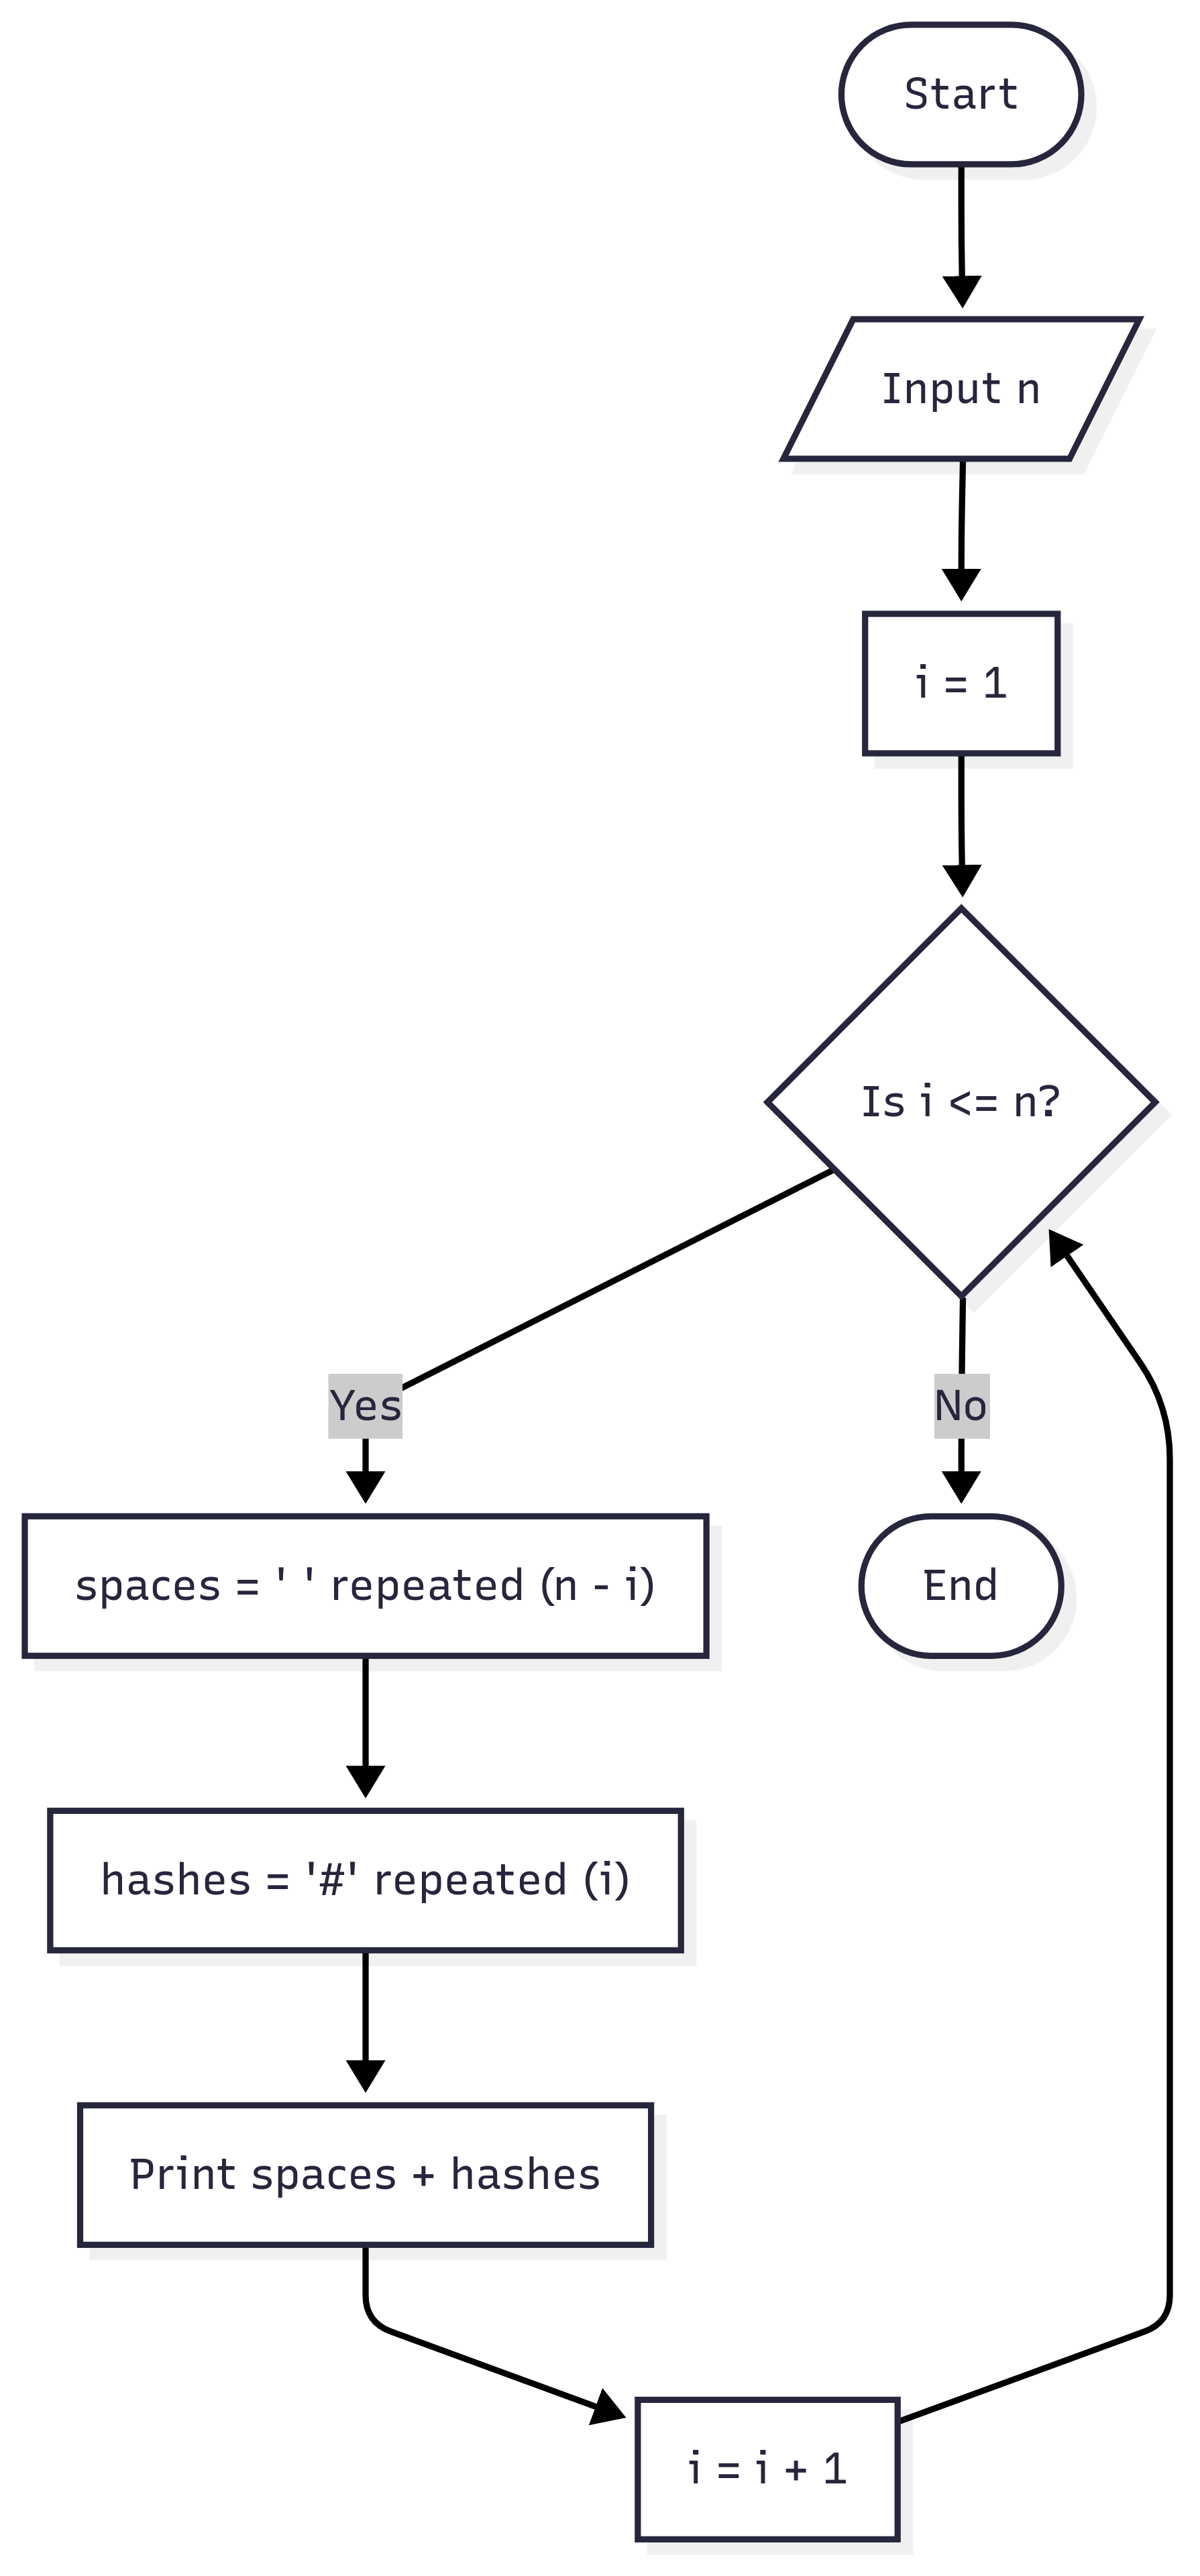 Start
Input n
i = 1
Is i <= n?
Yes
No
spaces = ' ' repeated (n - i)
End
hashes = '#' repeated (i)
Print spaces + hashes
i = i + 1